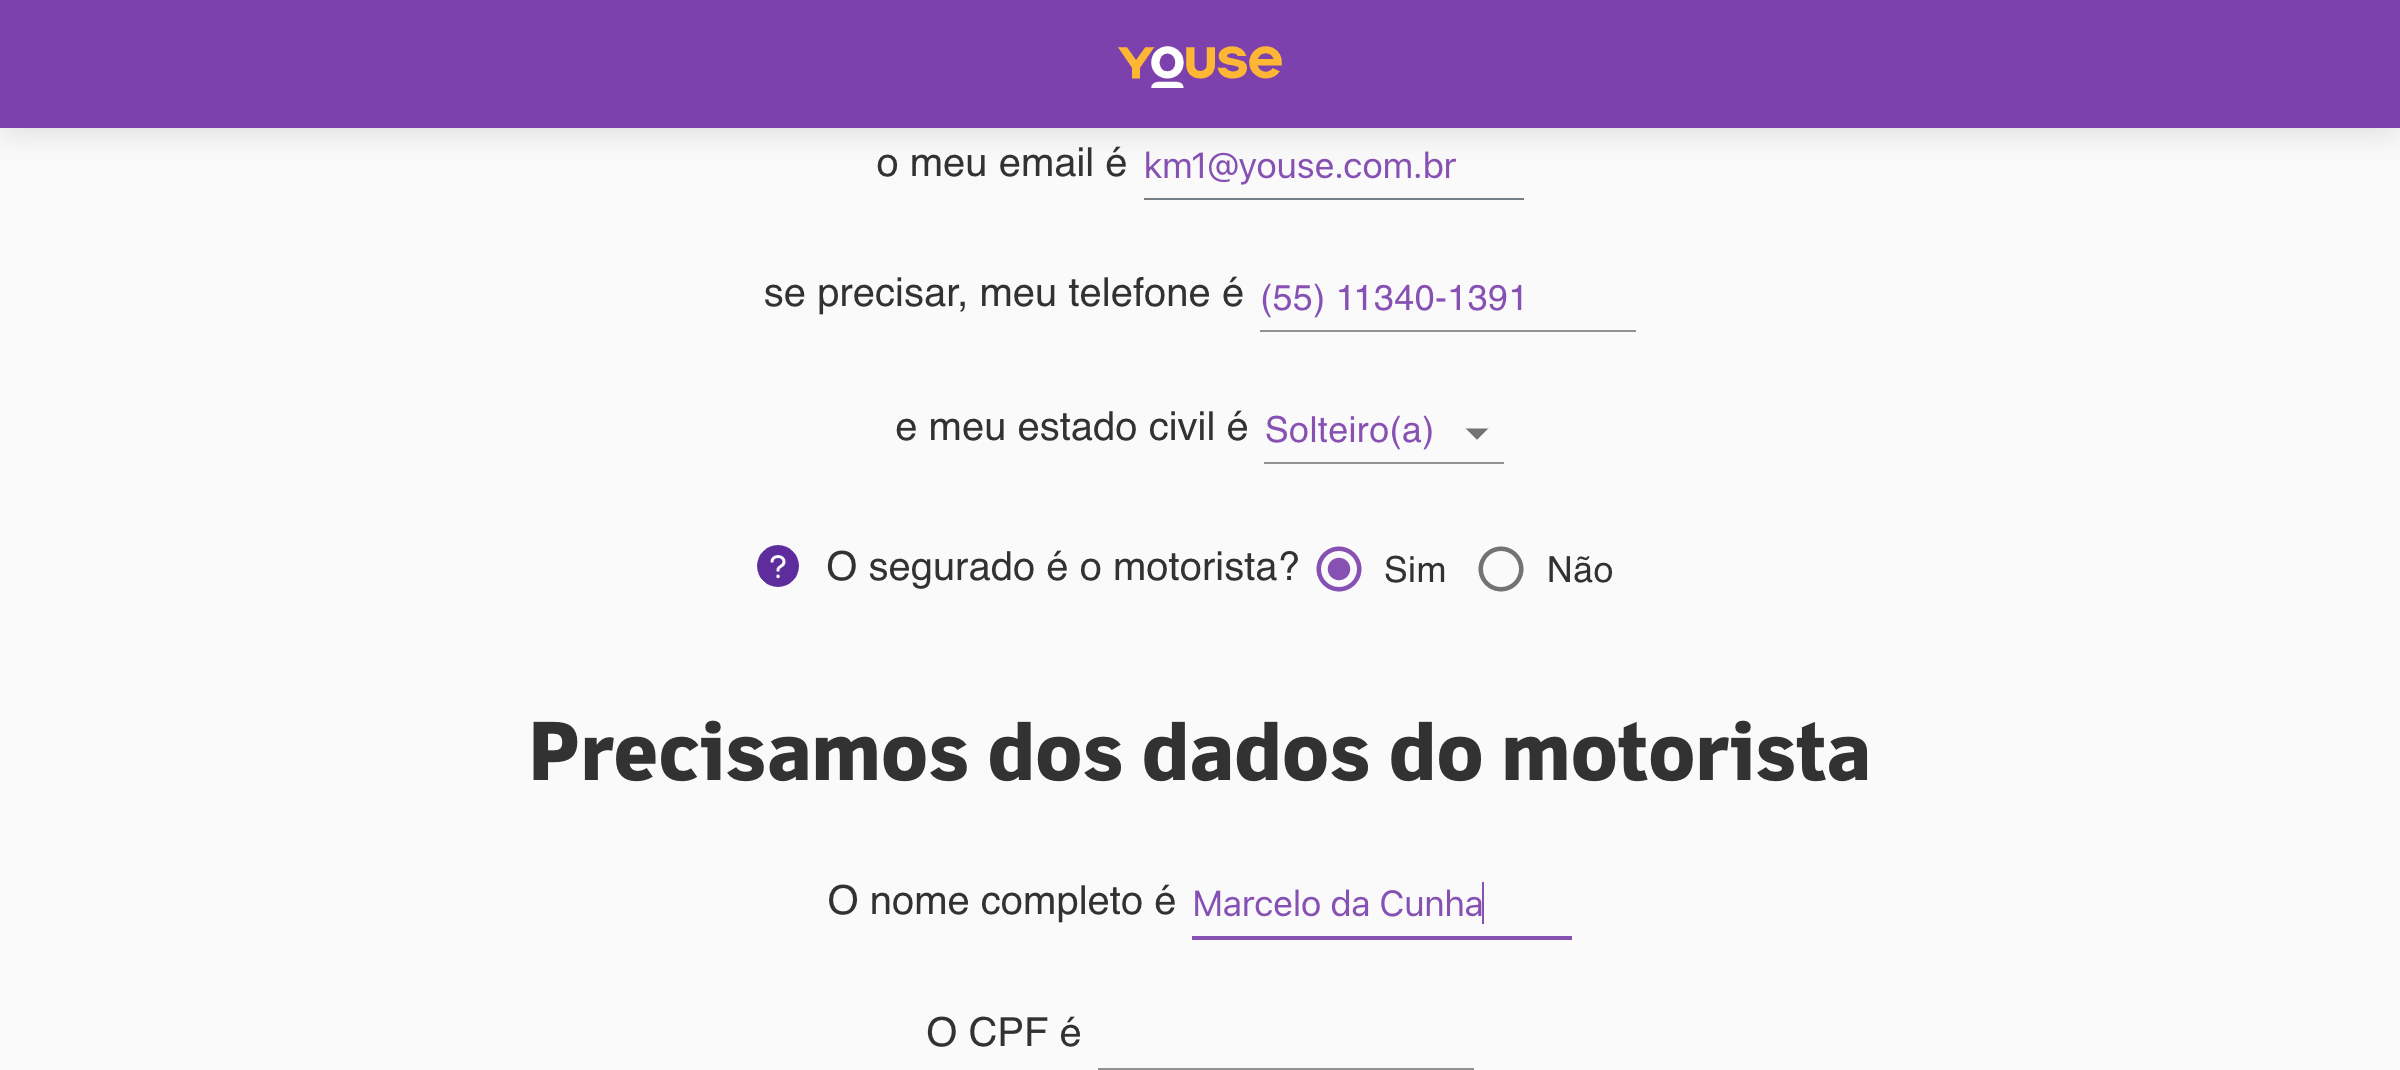 youse
o meu email é km1@youse.com.br
se precisar, meu telefone é (55) 11340-1391
e meu estado civil é Solteiro(a)
? O segurado é o motorista? Sim Não
Precisamos dos dados do motorista
O nome completo é Marcelo da Cunha
O CPF é